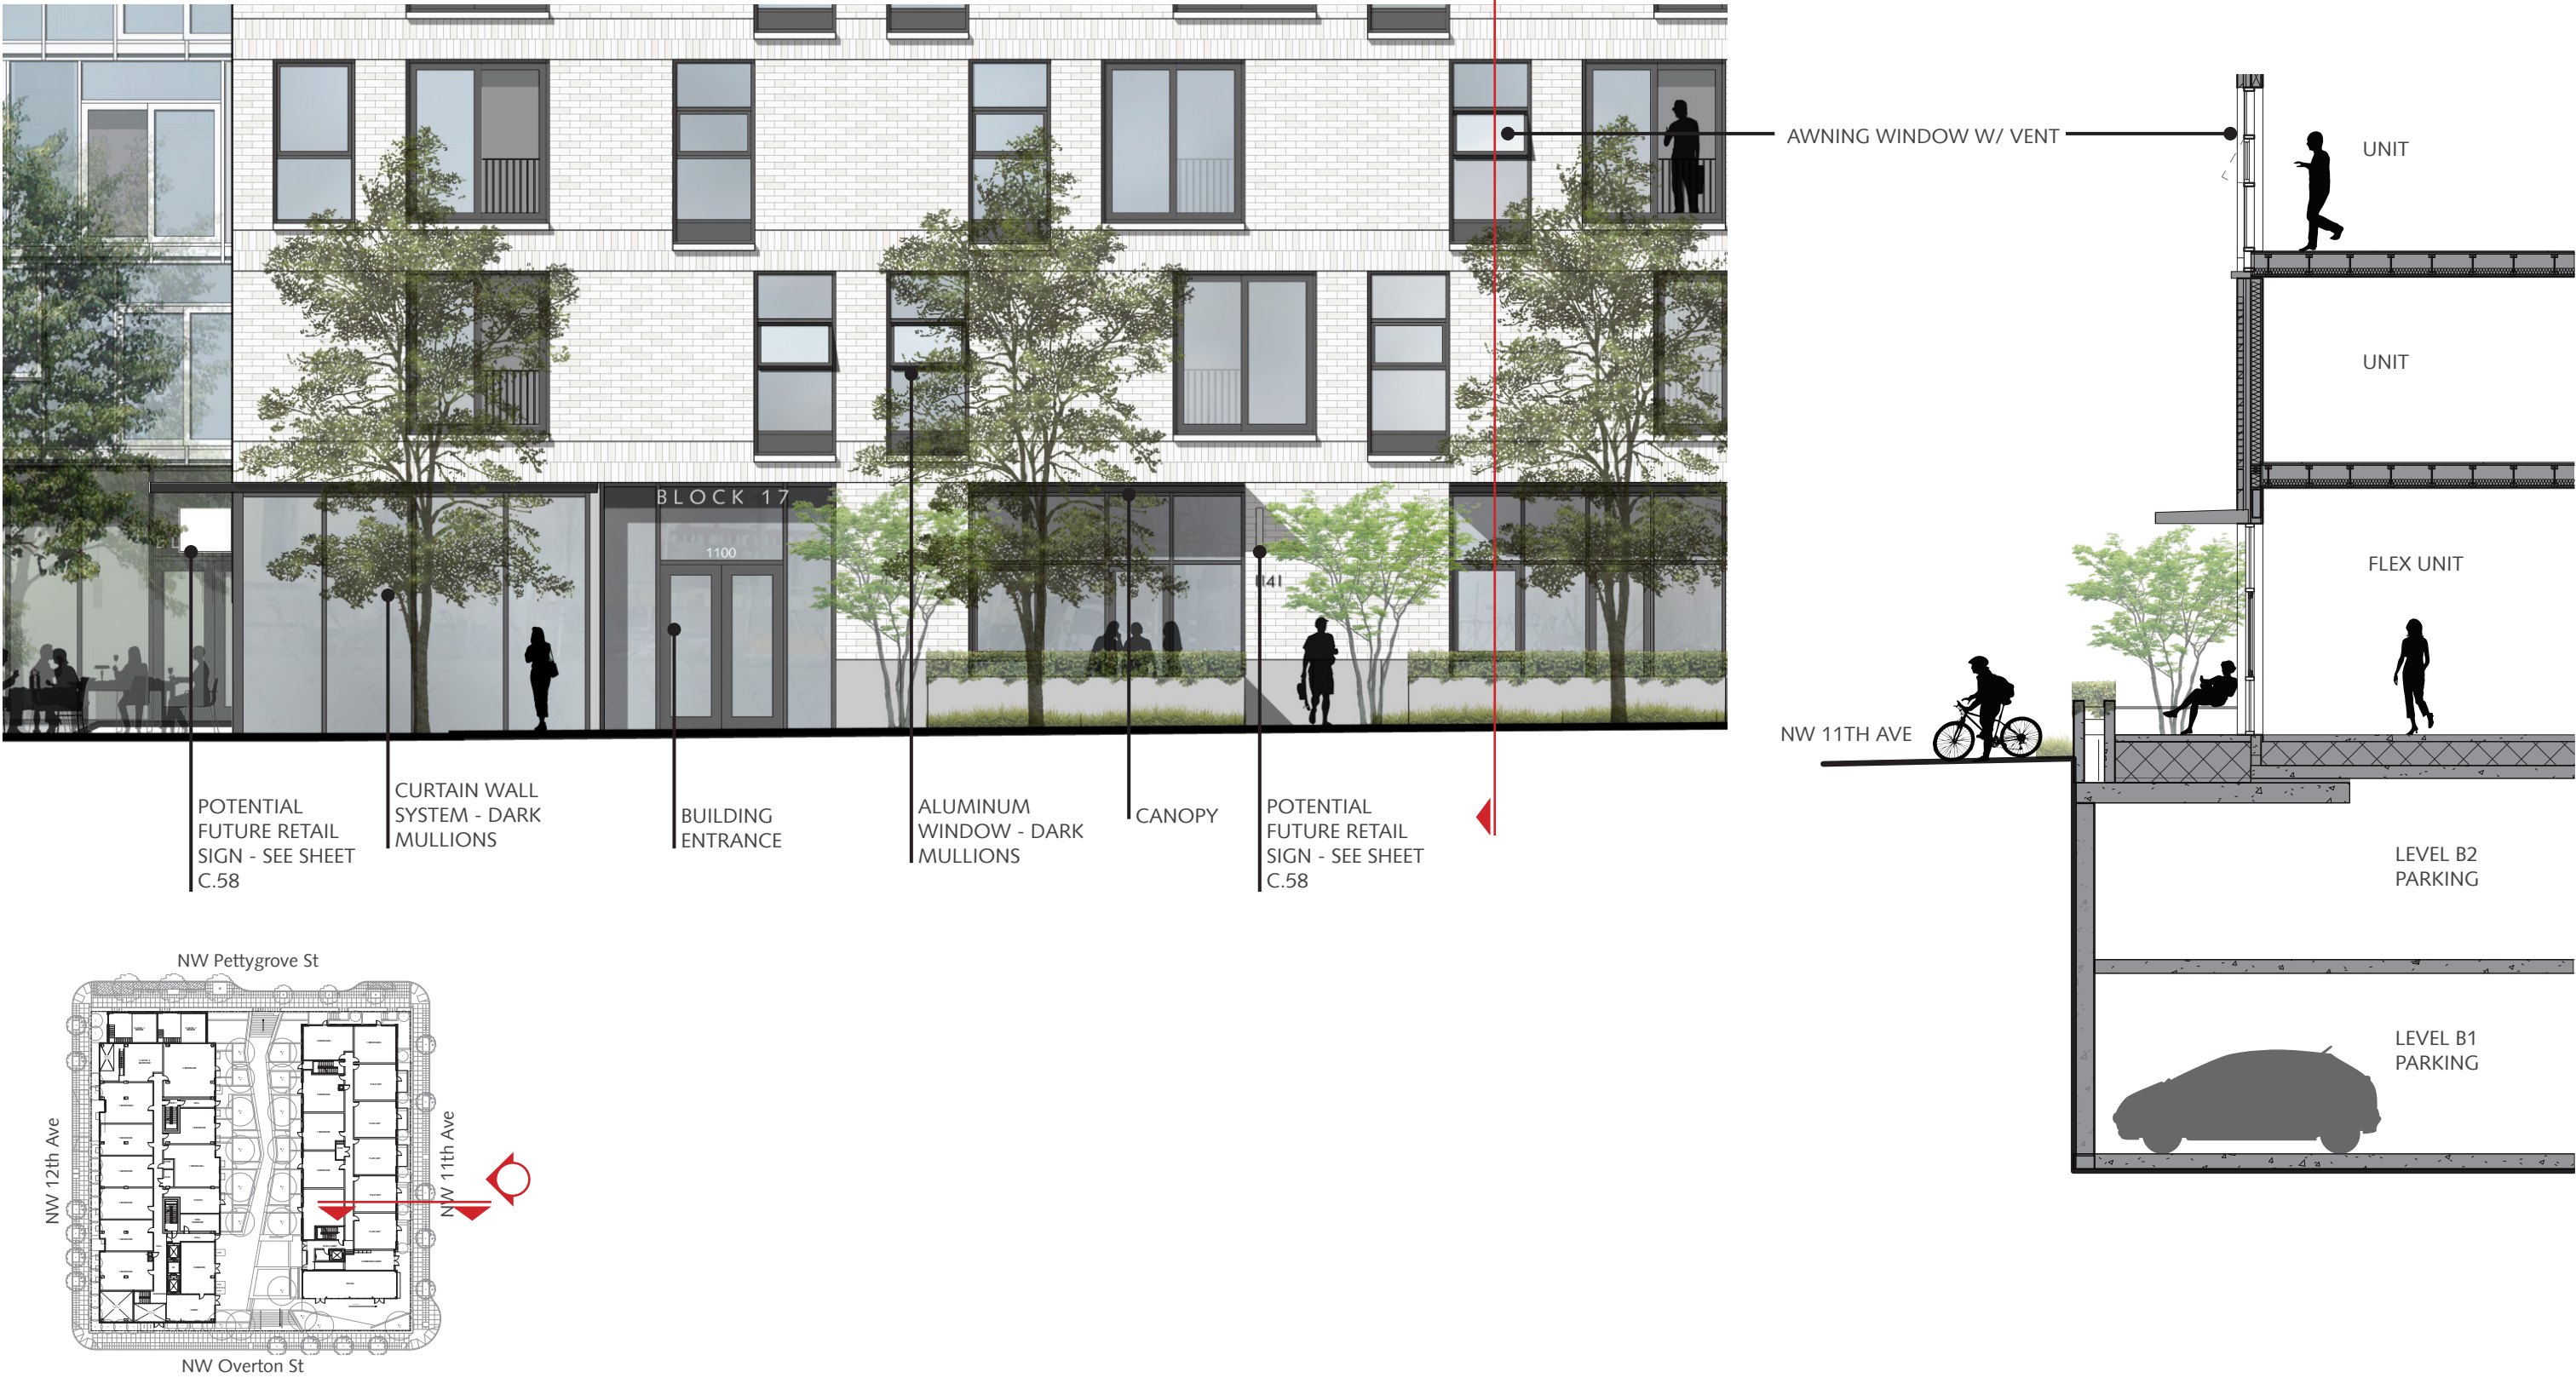 AWNING WINDOW W/ VENT
UNIT
UNIT
BLOCK 17
1100
1141
FLEX UNIT
NW 11TH AVE
POTENTIAL
FUTURE RETAIL
SIGN - SEE SHEET
C.58
CURTAIN WALL
SYSTEM - DARK
MULLIONS
BUILDING
ENTRANCE
ALUMINUM
WINDOW - DARK
MULLIONS
CANOPY
POTENTIAL
FUTURE RETAIL
SIGN - SEE SHEET
C.58
LEVEL B2
PARKING
LEVEL B1
PARKING
NW Pettygrove St
NW 12th Ave
NW 11th Ave
NW Overton St